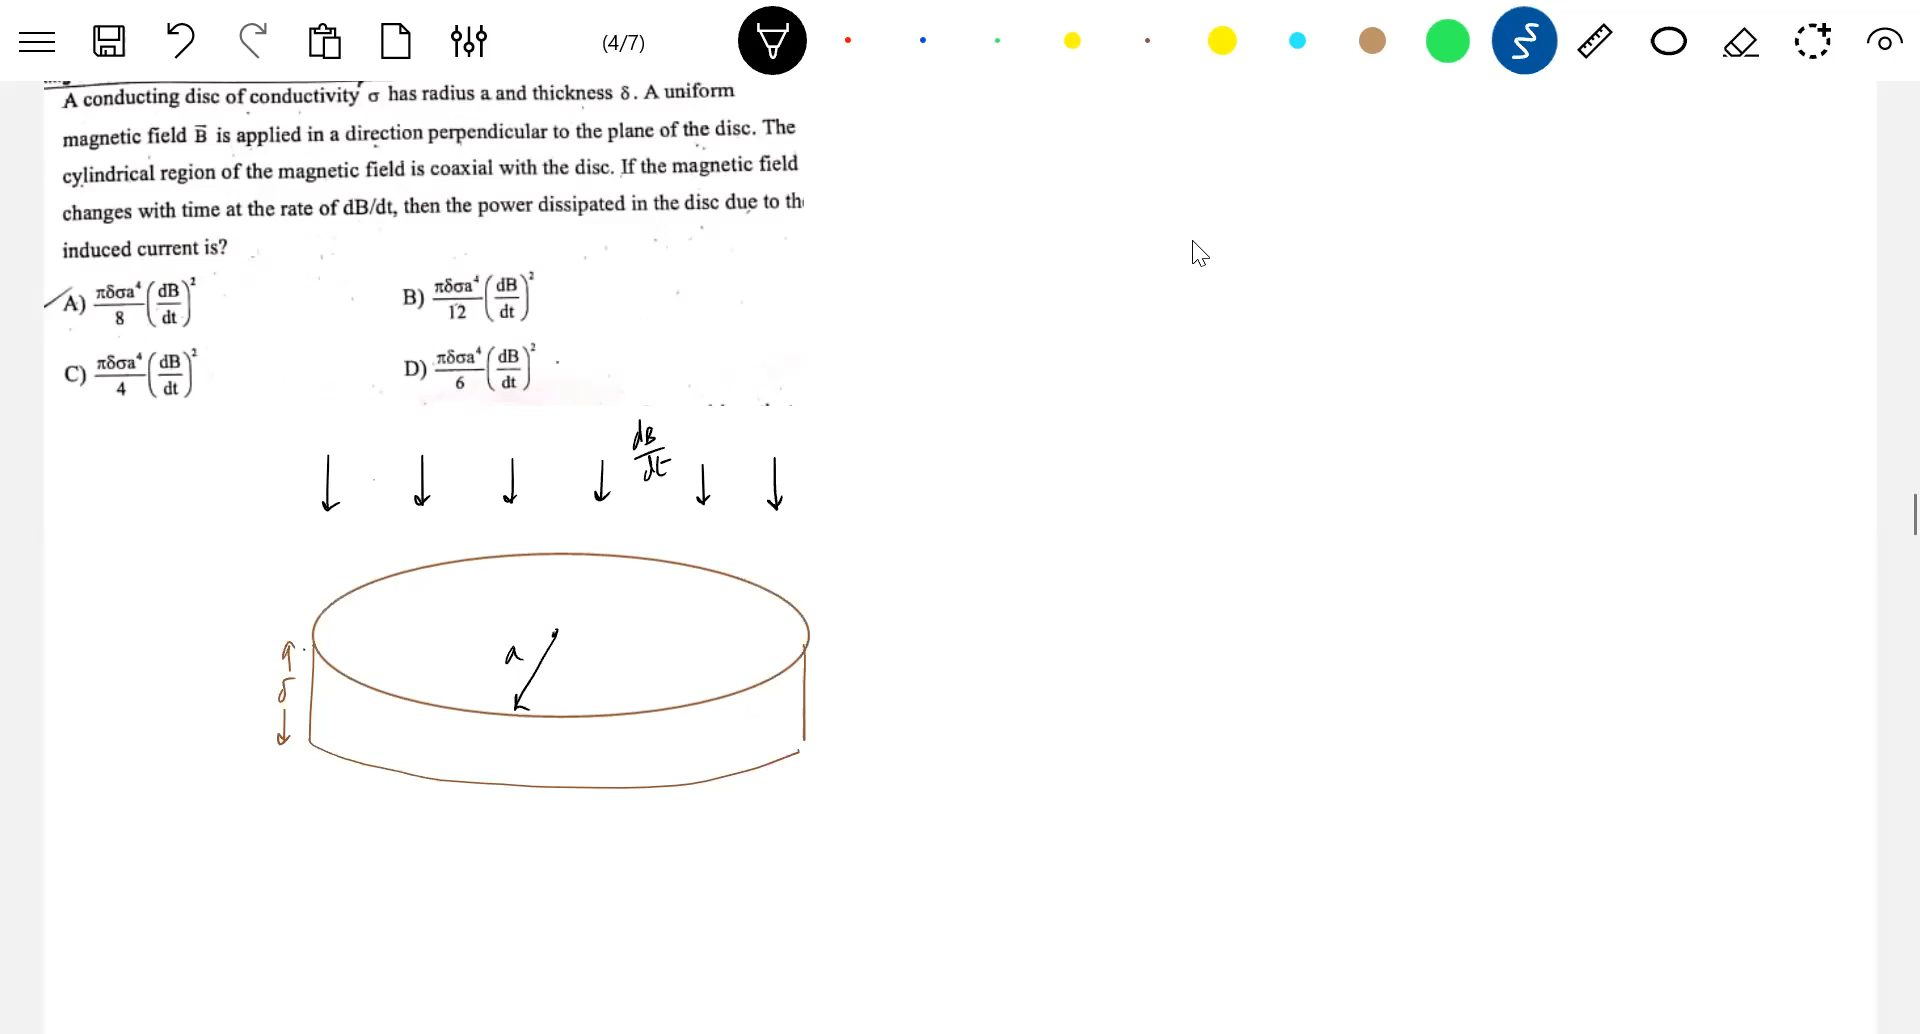 (4/7)
A conducting disc of conductivity σ has radius a and thickness δ. A uniform
magnetic field B̄ is applied in a direction perpendicular to the plane of the disc. The
cylindrical region of the magnetic field is coaxial with the disc. If the magnetic field
changes with time at the rate of dB/dt, then the power dissipated in the disc due to th
induced current is?
A) πδσa⁴/8 (dB/dt)² B) πδσa⁴/12 (dB/dt)²
C) πδσa⁴/4 (dB/dt)² D) πδσa⁴/6 (dB/dt)²
dB/dt
a
δ